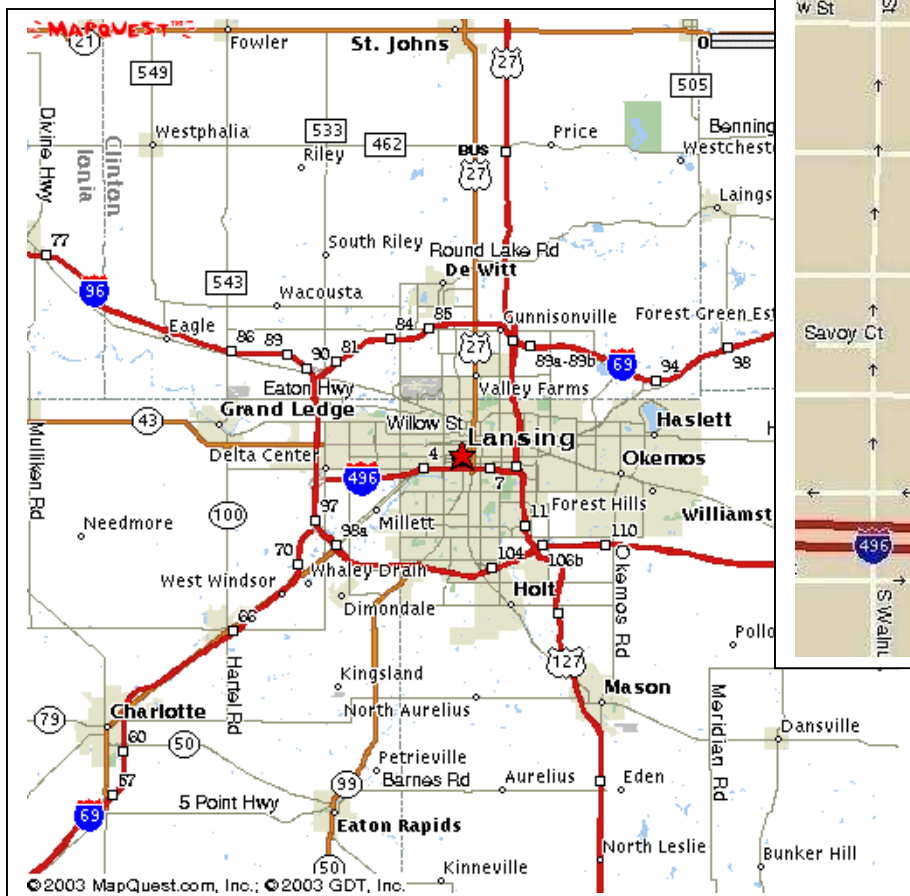 MAPQUEST™
21
Fowler
St. Johns
0
w St
27
549
505
Divine Hwy
Clinton
Ionia
Westphalia
533
462
Riley
Price
Benning
Westcheste
BUS
27
Laings
77
South Riley
Round Lake Rd
De Witt
96
543
Wacousta
Eagle
86
89
90
81
84
85
Gunnisonville
Forest Green Est
27
89a-89b
69
94
98
Savoy Ct
Eaton Hwy
Valley Farms
Grand Ledge
43
Willow St
Haslett
H
Mulliken Rd
Delta Center
4
Lansing
496
7
Okemos
Forest Hills
Williamst
100
97
Millett
11
Needmore
98a
110
496
70
104
106b
West Windsor
Whaley Drain
Okemos Rd
Dimondale
Holt
S Walnu
66
Pollo
Hartel Rd
127
Kingsland
Mason
North Aurelius
Meridian Rd
79
Charlotte
Dansville
60
50
Petrieville
Barnes Rd
Aurelius
Eden
57
99
5 Point Hwy
69
Eaton Rapids
North Leslie
50
Kinneville
Bunker Hill
©2003 MapQuest.com, Inc.; ©2003 GDT, Inc.